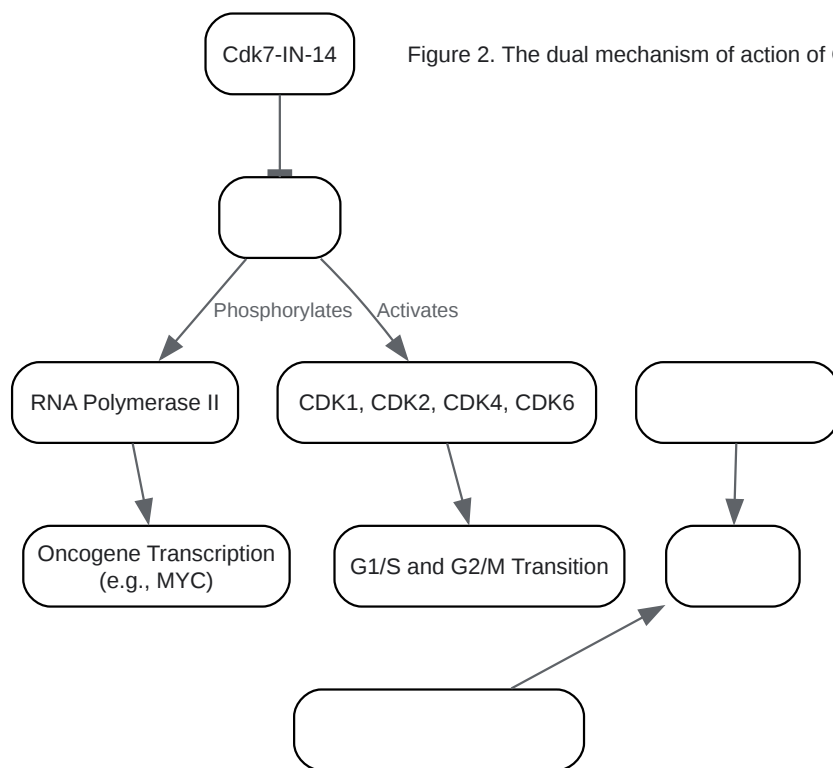 Cdk7-IN-14
Figure 2. The dual mechanism of action of
Phosphorylates
Activates
RNA Polymerase II
CDK1, CDK2, CDK4, CDK6
Oncogene Transcription
(e.g., MYC)
G1/S and G2/M Transition